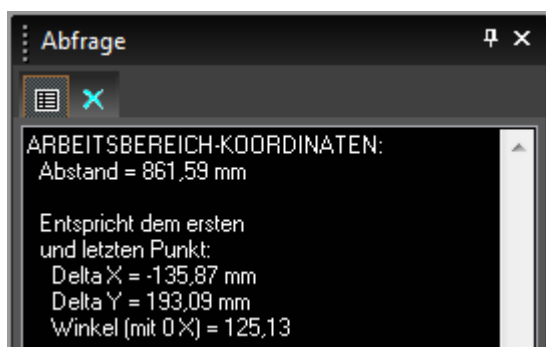 Abfrage
ARBEITSBEREICH-KOORDINATEN:
Abstand = 861,59 mm
Entspricht dem ersten
und letzten Punkt:
Delta X = -135,87 mm
Delta Y = 193,09 mm
Winkel (mit 0 X) = 125,13